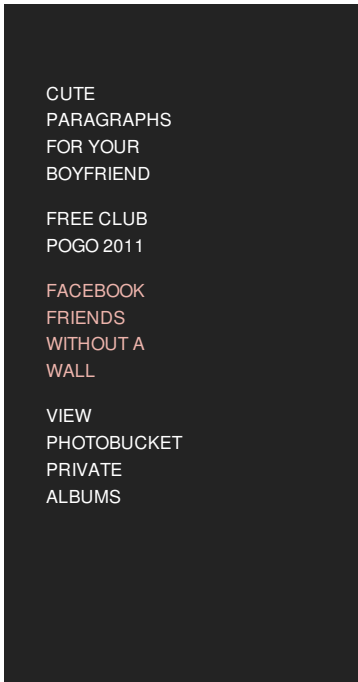 CUTE
PARAGRAPHS
FOR YOUR
BOYFRIEND
FREE CLUB
POGO 2011
FACEBOOK
FRIENDS
WITHOUT A
WALL
VIEW
PHOTOBUCKET
PRIVATE
ALBUMS